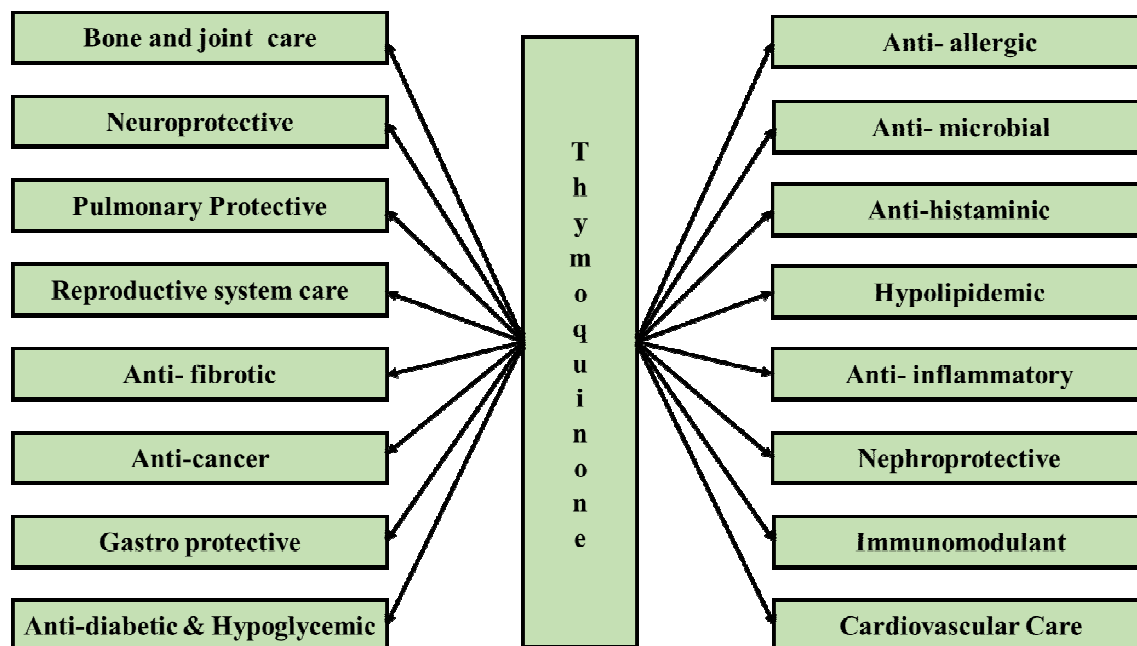 Bone and joint care
Neuroprotective
Pulmonary Protective
Reproductive system care
Anti- fibrotic
Anti-cancer
Gastro protective
Anti-diabetic & Hypoglycemic
Thymoquinone
Anti- allergic
Anti- microbial
Anti-histaminic
Hypolipidemic
Anti- inflammatory
Nephroprotective
Immunomodulant
Cardiovascular Care